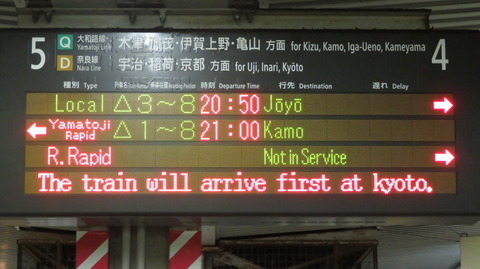 5 Q 大和路線 Yamatoji Line 木津・加茂・伊賀上野・亀山 方面 for Kizu, Kamo, Iga-Ueno, Kameyama 4
D 奈良線 Nara Line 宇治・稲荷・京都 方面 for Uji, Inari, Kyōto
種別 Type 時刻 Departure Time 行先 Destination 遅れ Delay
Local △ 3～8 20:50 Jōyō →
← Yamatoji Rapid △ 1～8 21:00 Kamo
R.Rapid Not in Service →
The train will arrive first at kyoto.